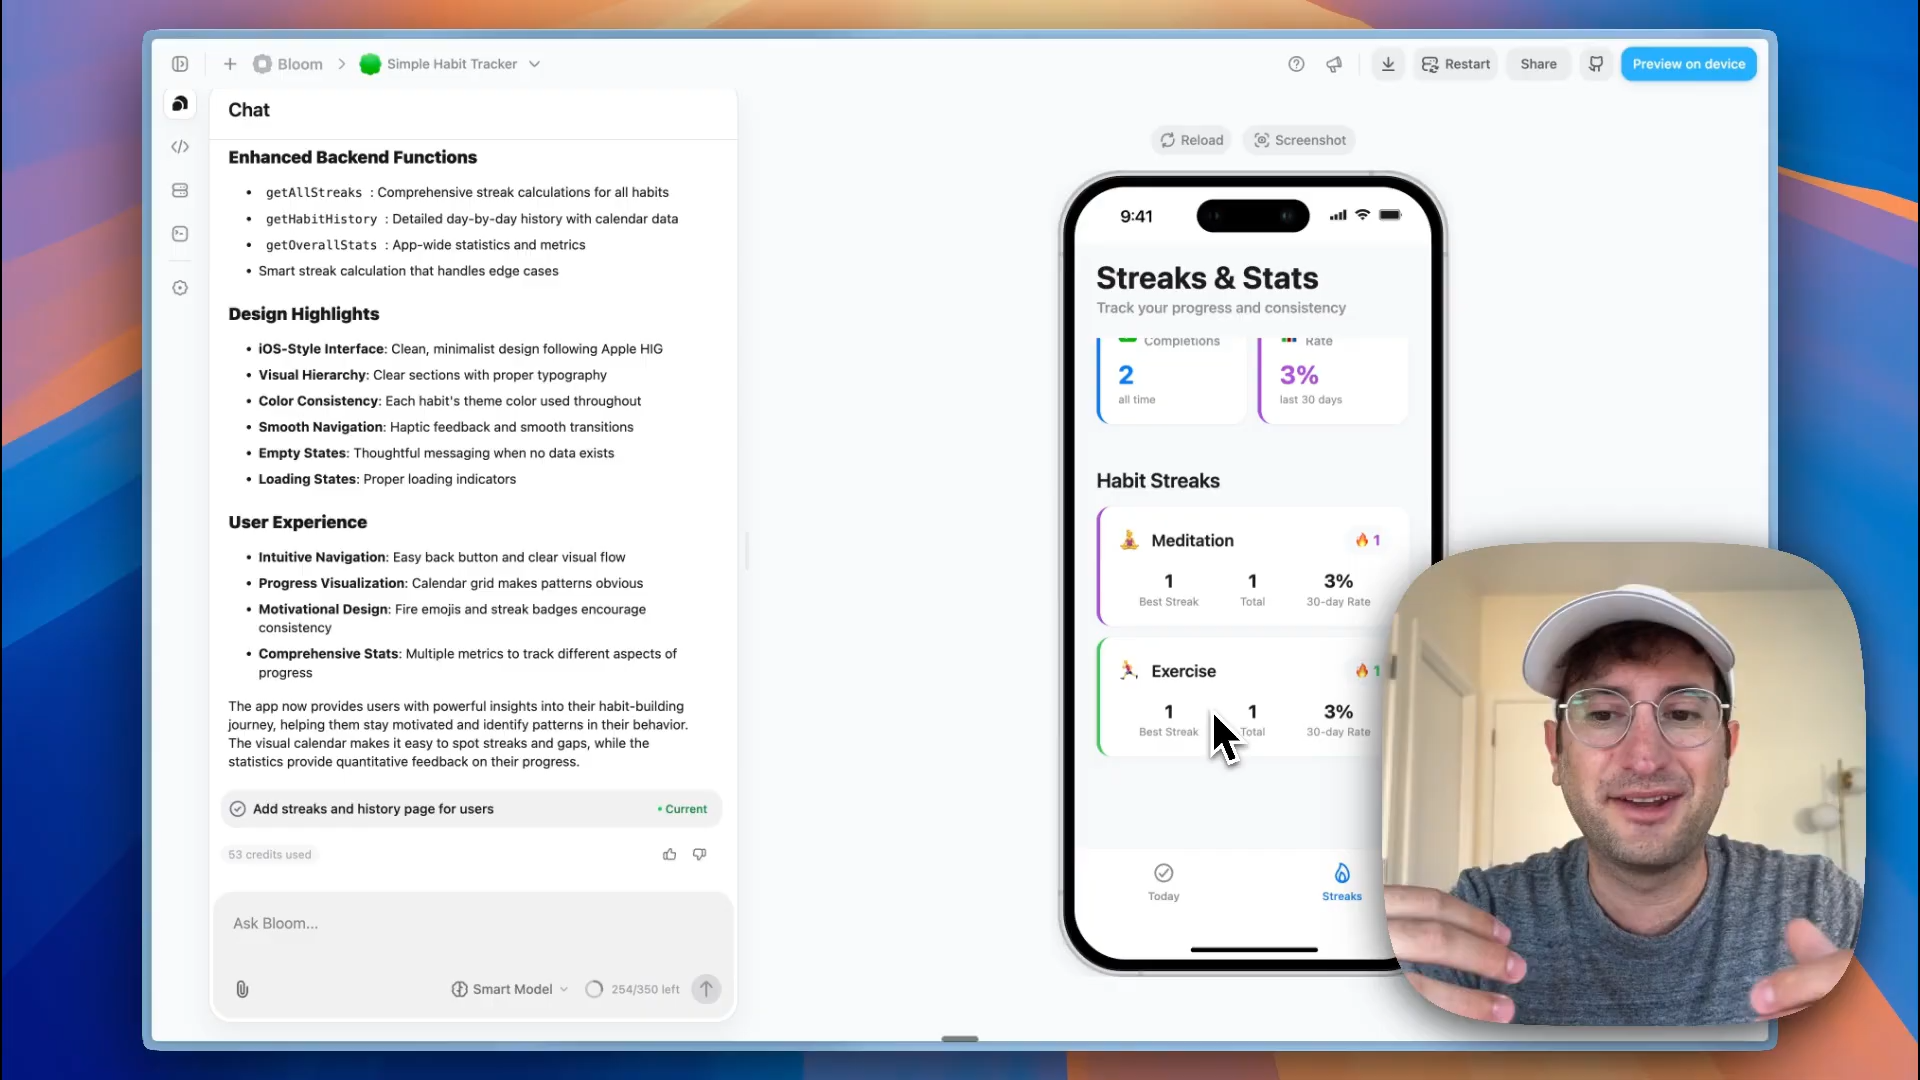 Bloom
Simple Habit Tracker
Restart
Share
Preview on device
Chat
Enhanced Backend Functions
• getAllStreaks : Comprehensive streak calculations for all habits
• getHabitHistory : Detailed day-by-day history with calendar data
• getOverallStats : App-wide statistics and metrics
• Smart streak calculation that handles edge cases
Design Highlights
• iOS-Style Interface: Clean, minimalist design following Apple HIG
• Visual Hierarchy: Clear sections with proper typography
• Color Consistency: Each habit's theme color used throughout
• Smooth Navigation: Haptic feedback and smooth transitions
• Empty States: Thoughtful messaging when no data exists
• Loading States: Proper loading indicators
User Experience
• Intuitive Navigation: Easy back button and clear visual flow
• Progress Visualization: Calendar grid makes patterns obvious
• Motivational Design: Fire emojis and streak badges encourage
consistency
• Comprehensive Stats: Multiple metrics to track different aspects of
progress
The app now provides users with powerful insights into their habit-building
journey, helping them stay motivated and identify patterns in their behavior.
The visual calendar makes it easy to spot streaks and gaps, while the
statistics provide quantitative feedback on their progress.
Add streaks and history page for users
• Current
53 credits used
Ask Bloom...
Smart Model
254/350 left
Reload
Screenshot
9:41
Streaks & Stats
Track your progress and consistency
Completions
Rate
2
3%
all time
last 30 days
Habit Streaks
Meditation
🔥 1
1 1 3%
Best Streak Total 30-day Rate
Exercise
🔥 1
1 1 3%
Best Streak Total 30-day Rate
Today
Streaks